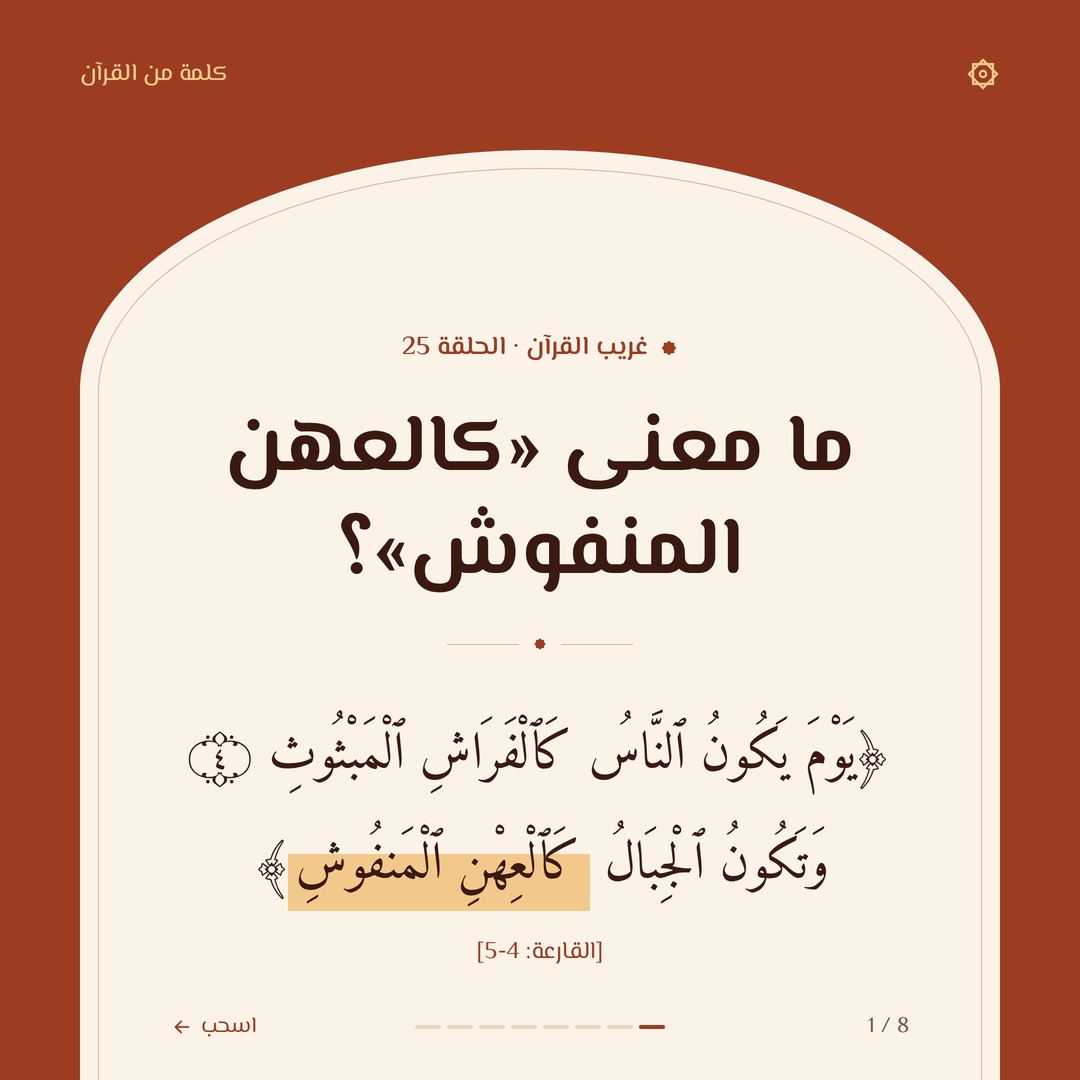 كلمة من القرآن
غريب القرآن · الحلقة 25
ما معنى «كالعهن
المنفوش»؟
﴿يَوْمَ يَكُونُ ٱلنَّاسُ كَٱلْفَرَاشِ ٱلْمَبْثُوثِ ٤
وَتَكُونُ ٱلْجِبَالُ كَٱلْعِهْنِ ٱلْمَنفُوشِ﴾
[القارعة: 4-5]
1 / 8
اسحب ←